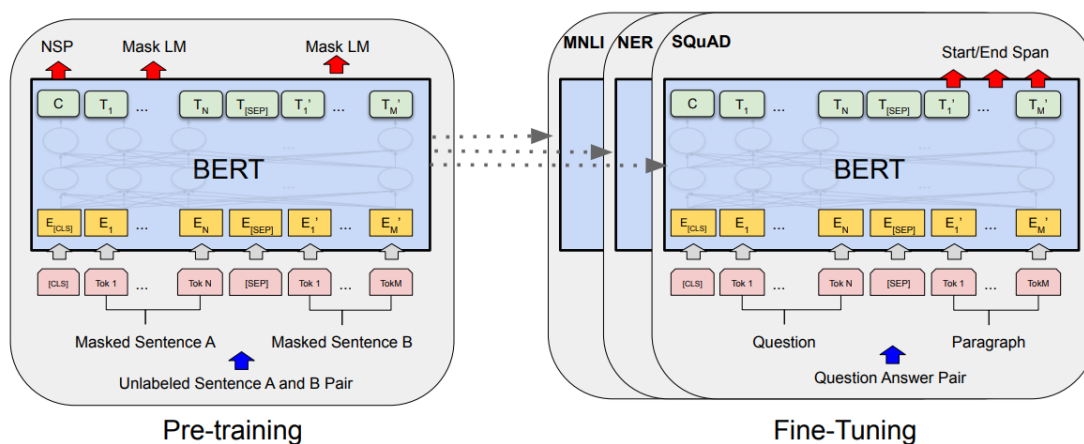 NSP Mask LM Mask LM
C T1 ... TN T[SEP] T1’ ... TM’
...
BERT
...
E[CLS] E1 ... EN E[SEP] E1’ ... EM’
[CLS] Tok 1 ... Tok N [SEP] Tok 1 ... TokM
Masked Sentence A Masked Sentence B
Unlabeled Sentence A and B Pair
Pre-training
MNLI NER SQuAD
Start/End Span
C T1 ... TN T[SEP] T1’ ... TM’
...
BERT
...
E[CLS] E1 ... EN E[SEP] E1’ ... EM’
[CLS] Tok 1 ... Tok N [SEP] Tok 1 ... TokM
Question Paragraph
Question Answer Pair
Fine-Tuning